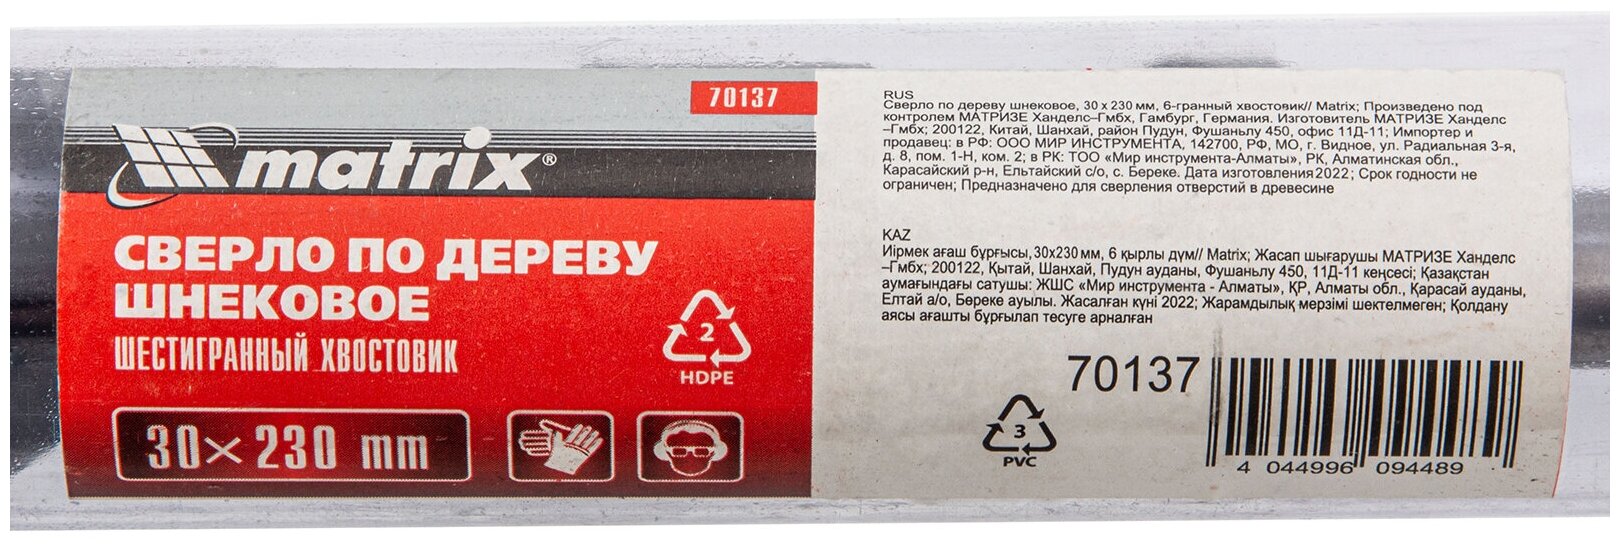 70137
matrix®
СВЕРЛО ПО ДЕРЕВУ
ШНЕКОВОЕ
ШЕСТИГРАННЫЙ ХВОСТОВИК
2
HDPE
30×230 mm
RUS
Сверло по дереву шнековое, 30 х 230 мм, 6-гранный хвостовик// Matrix; Произведено под
контролем МАТРИЗЕ Ханделс–Гмбх, Гамбург, Германия. Изготовитель МАТРИЗЕ Ханделс
–Гмбх; 200122, Китай, Шанхай, район Пудун, Фушаньлу 450, офис 11Д-11; Импортер и
продавец: в РФ: ООО МИР ИНСТРУМЕНТА, 142700, РФ, МО, г. Видное, ул. Радиальная 3-я,
д. 8, пом. 1-Н, ком. 2; в РК: ТОО «Мир инструмента-Алматы», РК, Алматинская обл.,
Карасайский р-н, Ельтайский с/о, с. Береке. Дата изготовления 2022; Срок годности не
ограничен; Предназначено для сверления отверстий в древесине
KAZ
Иірмек ағаш бұрғысы, 30х230 мм, 6 қырлы дүм// Matrix; Жасап шығарушы МАТРИЗЕ Ханделс
–Гмбх; 200122, Қытай, Шанхай, Пудун ауданы, Фушаньлу 450, 11Д-11 кеңсесі; Қазақстан
аумағындағы сатушы: ЖШС «Мир инструмента - Алматы», ҚР, Алматы обл., Қарасай ауданы,
Елтай а/о, Береке ауылы. Жасалған күні 2022; Жарамдылық мерзімі шектелмеген; Қолдану
аясы ағашты бұрғылап тесуге арналған
70137
3
PVC
4 044996 094489